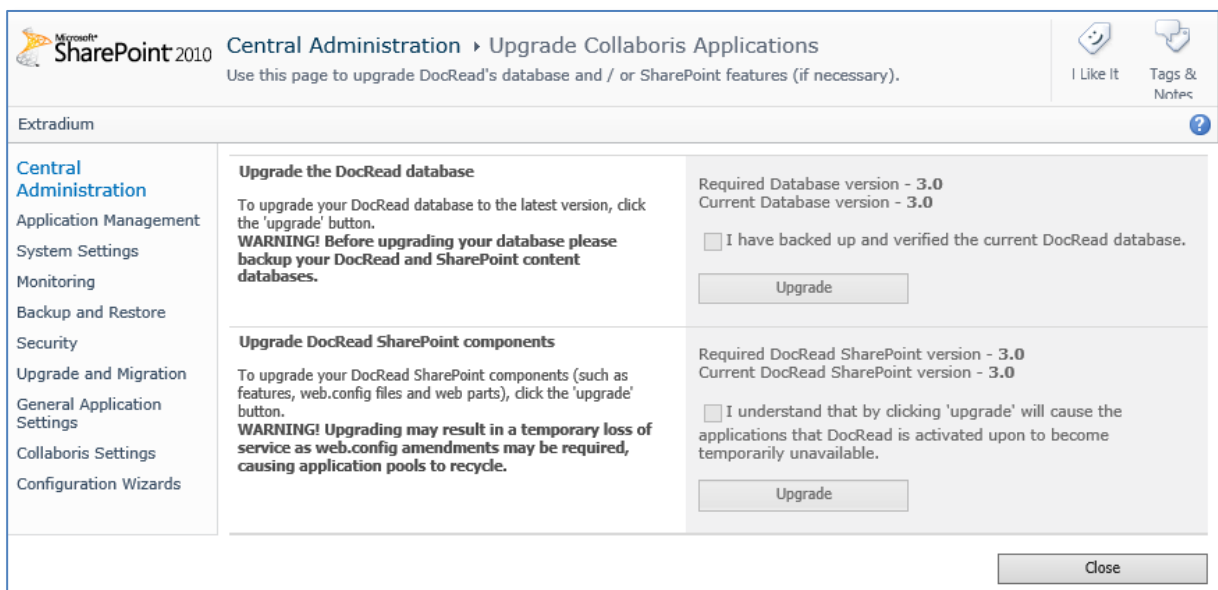 Microsoft®
SharePoint 2010
Central Administration ▸ Upgrade Collaboris Applications
Use this page to upgrade DocRead's database and / or SharePoint features (if necessary).
I Like It
Tags &
Notes
Extradium
?
Central
Administration
Application Management
System Settings
Monitoring
Backup and Restore
Security
Upgrade and Migration
General Application
Settings
Collaboris Settings
Configuration Wizards
Upgrade the DocRead database
To upgrade your DocRead database to the latest version, click
the 'upgrade' button.
WARNING! Before upgrading your database please
backup your DocRead and SharePoint content
databases.
Required Database version - 3.0
Current Database version - 3.0
I have backed up and verified the current DocRead database.
Upgrade
Upgrade DocRead SharePoint components
To upgrade your DocRead SharePoint components (such as
features, web.config files and web parts), click the 'upgrade'
button.
WARNING! Upgrading may result in a temporary loss of
service as web.config amendments may be required,
causing application pools to recycle.
Required DocRead SharePoint version - 3.0
Current DocRead SharePoint version - 3.0
I understand that by clicking 'upgrade' will cause the
applications that DocRead is activated upon to become
temporarily unavailable.
Upgrade
Close